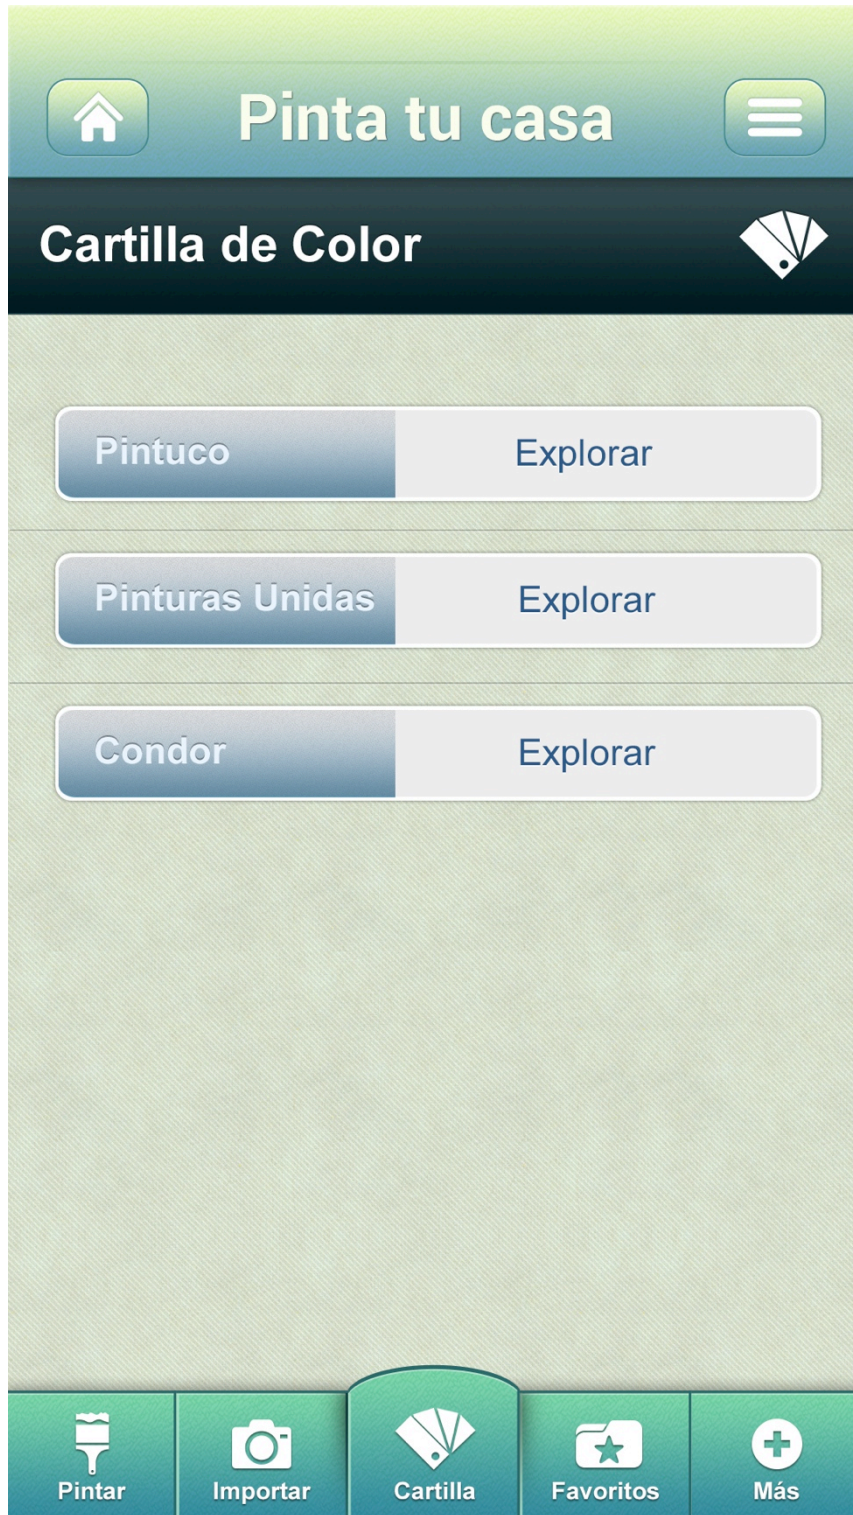 Pinta tu casa
Cartilla de Color
Pintuco Explorar
Pinturas Unidas Explorar
Condor Explorar
Pintar Importar Cartilla Favoritos Más